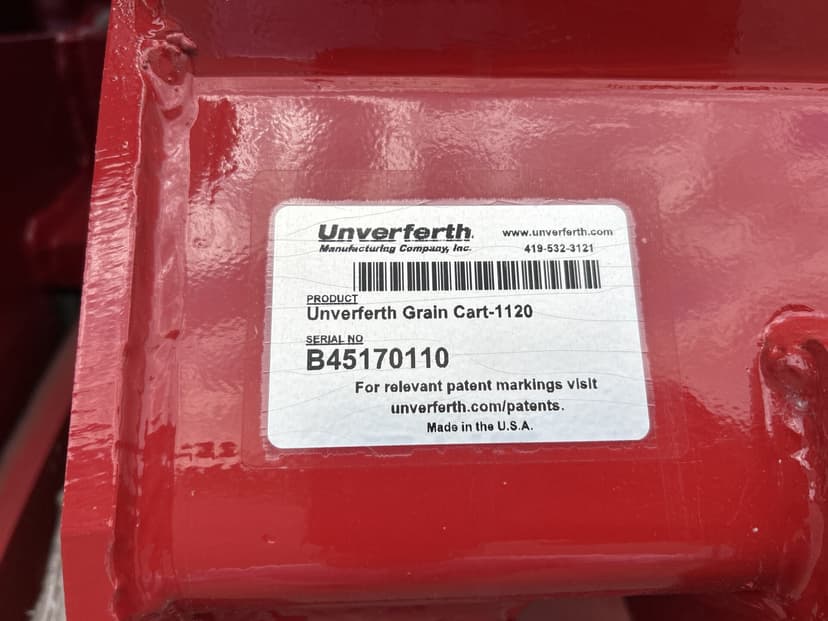 Unverferth
Manufacturing Company, Inc.
www.unverferth.com
419-532-3121
PRODUCT
Unverferth Grain Cart-1120
SERIAL NO
B45170110
For relevant patent markings visit
unverferth.com/patents.
Made in the U.S.A.